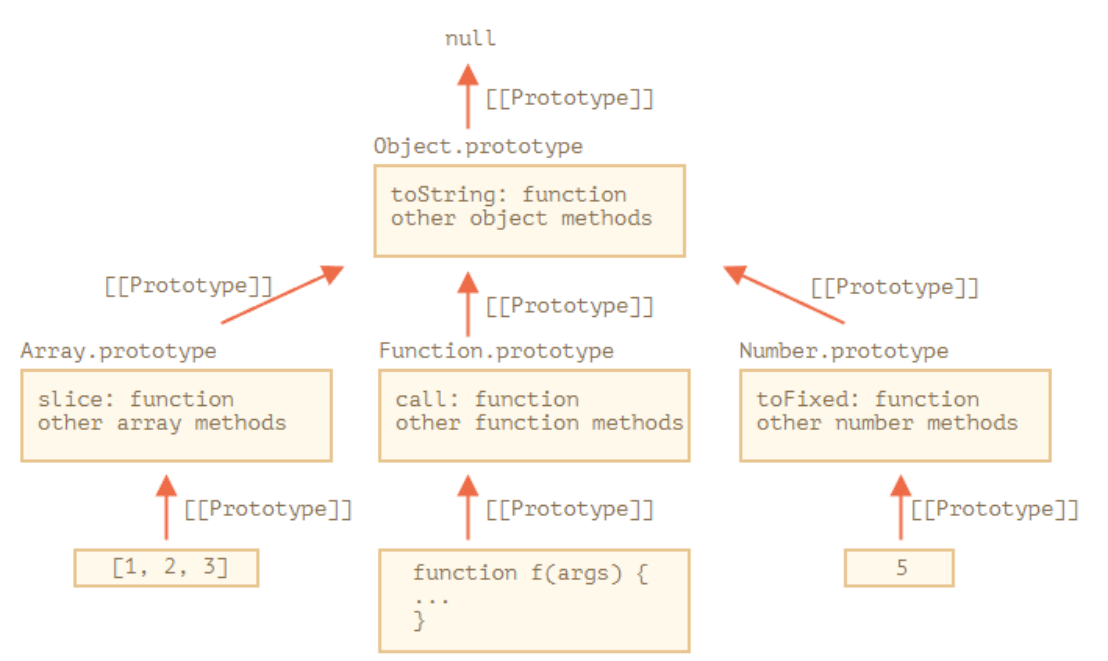 null
[[Prototype]]
Object.prototype
toString: function
other object methods
[[Prototype]]
[[Prototype]]
[[Prototype]]
Array.prototype
slice: function
other array methods
Function.prototype
call: function
other function methods
Number.prototype
toFixed: function
other number methods
[[Prototype]]
[[Prototype]]
[[Prototype]]
[1, 2, 3]
function f(args) {
...
}
5